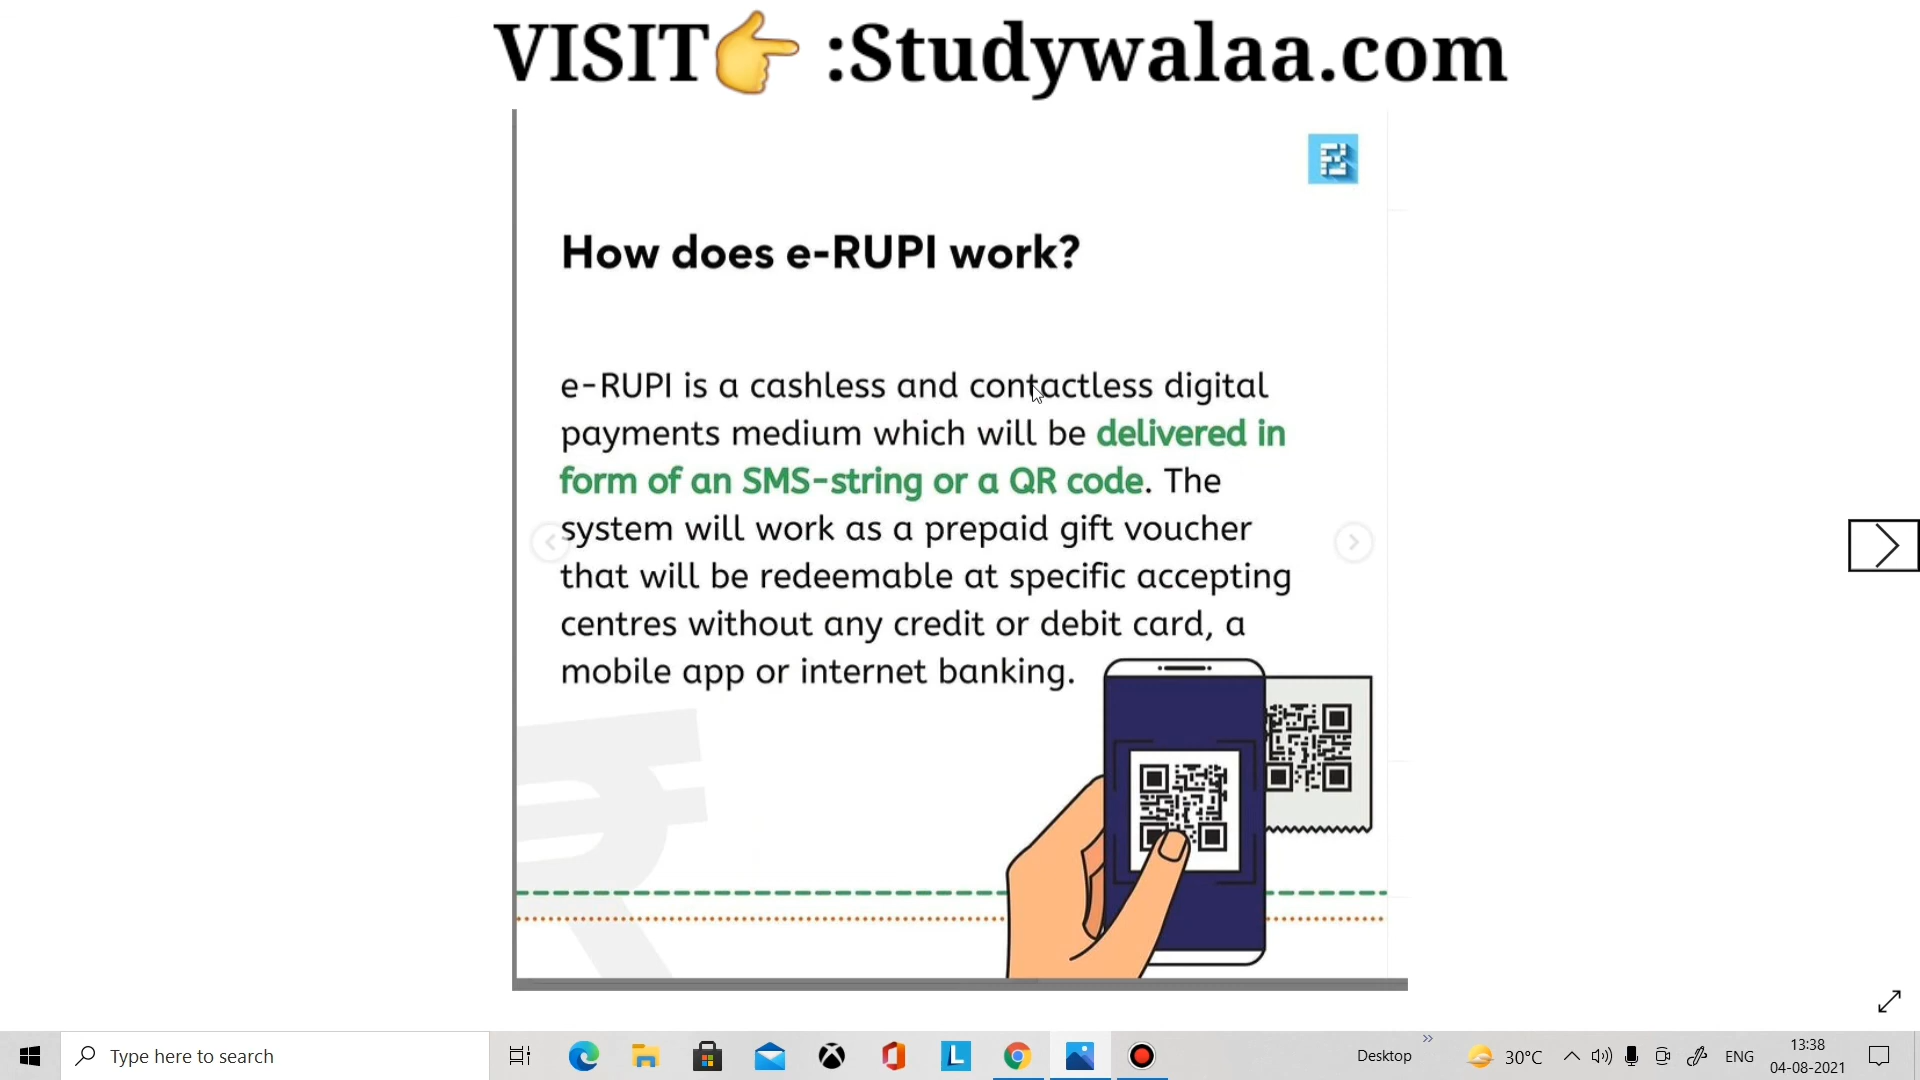 VISIT👉 :Studywalaa.com
How does e-RUPI work?
e-RUPI is a cashless and contactless digital
payments medium which will be delivered in
form of an SMS-string or a QR code. The
system will work as a prepaid gift voucher
that will be redeemable at specific accepting
centres without any credit or debit card, a
mobile app or internet banking.
Type here to search
L
Desktop
30°C
ENG
13:38
04-08-2021